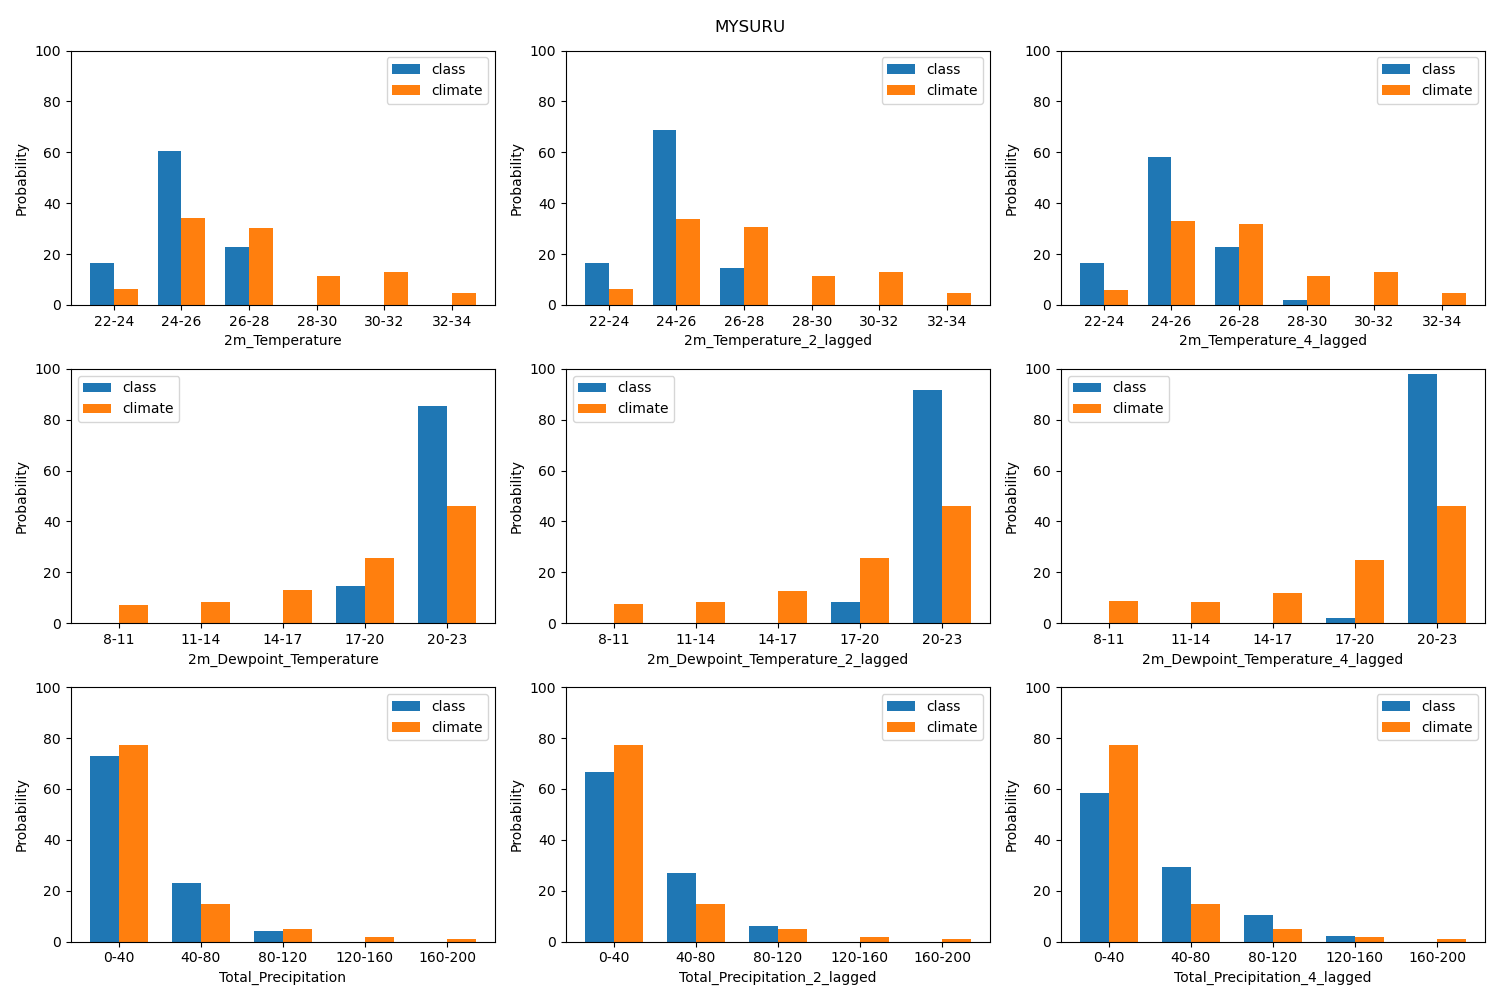 MYSURU
100
80
60
40
20
0
Probability
class
climate
22-24 24-26 26-28 28-30 30-32 32-34
2m_Temperature
100
80
60
40
20
0
Probability
class
climate
22-24 24-26 26-28 28-30 30-32 32-34
2m_Temperature_2_lagged
100
80
60
40
20
0
Probability
class
climate
22-24 24-26 26-28 28-30 30-32 32-34
2m_Temperature_4_lagged
100
80
60
40
20
0
Probability
class
climate
8-11 11-14 14-17 17-20 20-23
2m_Dewpoint_Temperature
100
80
60
40
20
0
Probability
class
climate
8-11 11-14 14-17 17-20 20-23
2m_Dewpoint_Temperature_2_lagged
100
80
60
40
20
0
Probability
class
climate
8-11 11-14 14-17 17-20 20-23
2m_Dewpoint_Temperature_4_lagged
100
80
60
40
20
0
Probability
class
climate
0-40 40-80 80-120 120-160 160-200
Total_Precipitation
100
80
60
40
20
0
Probability
class
climate
0-40 40-80 80-120 120-160 160-200
Total_Precipitation_2_lagged
100
80
60
40
20
0
Probability
class
climate
0-40 40-80 80-120 120-160 160-200
Total_Precipitation_4_lagged